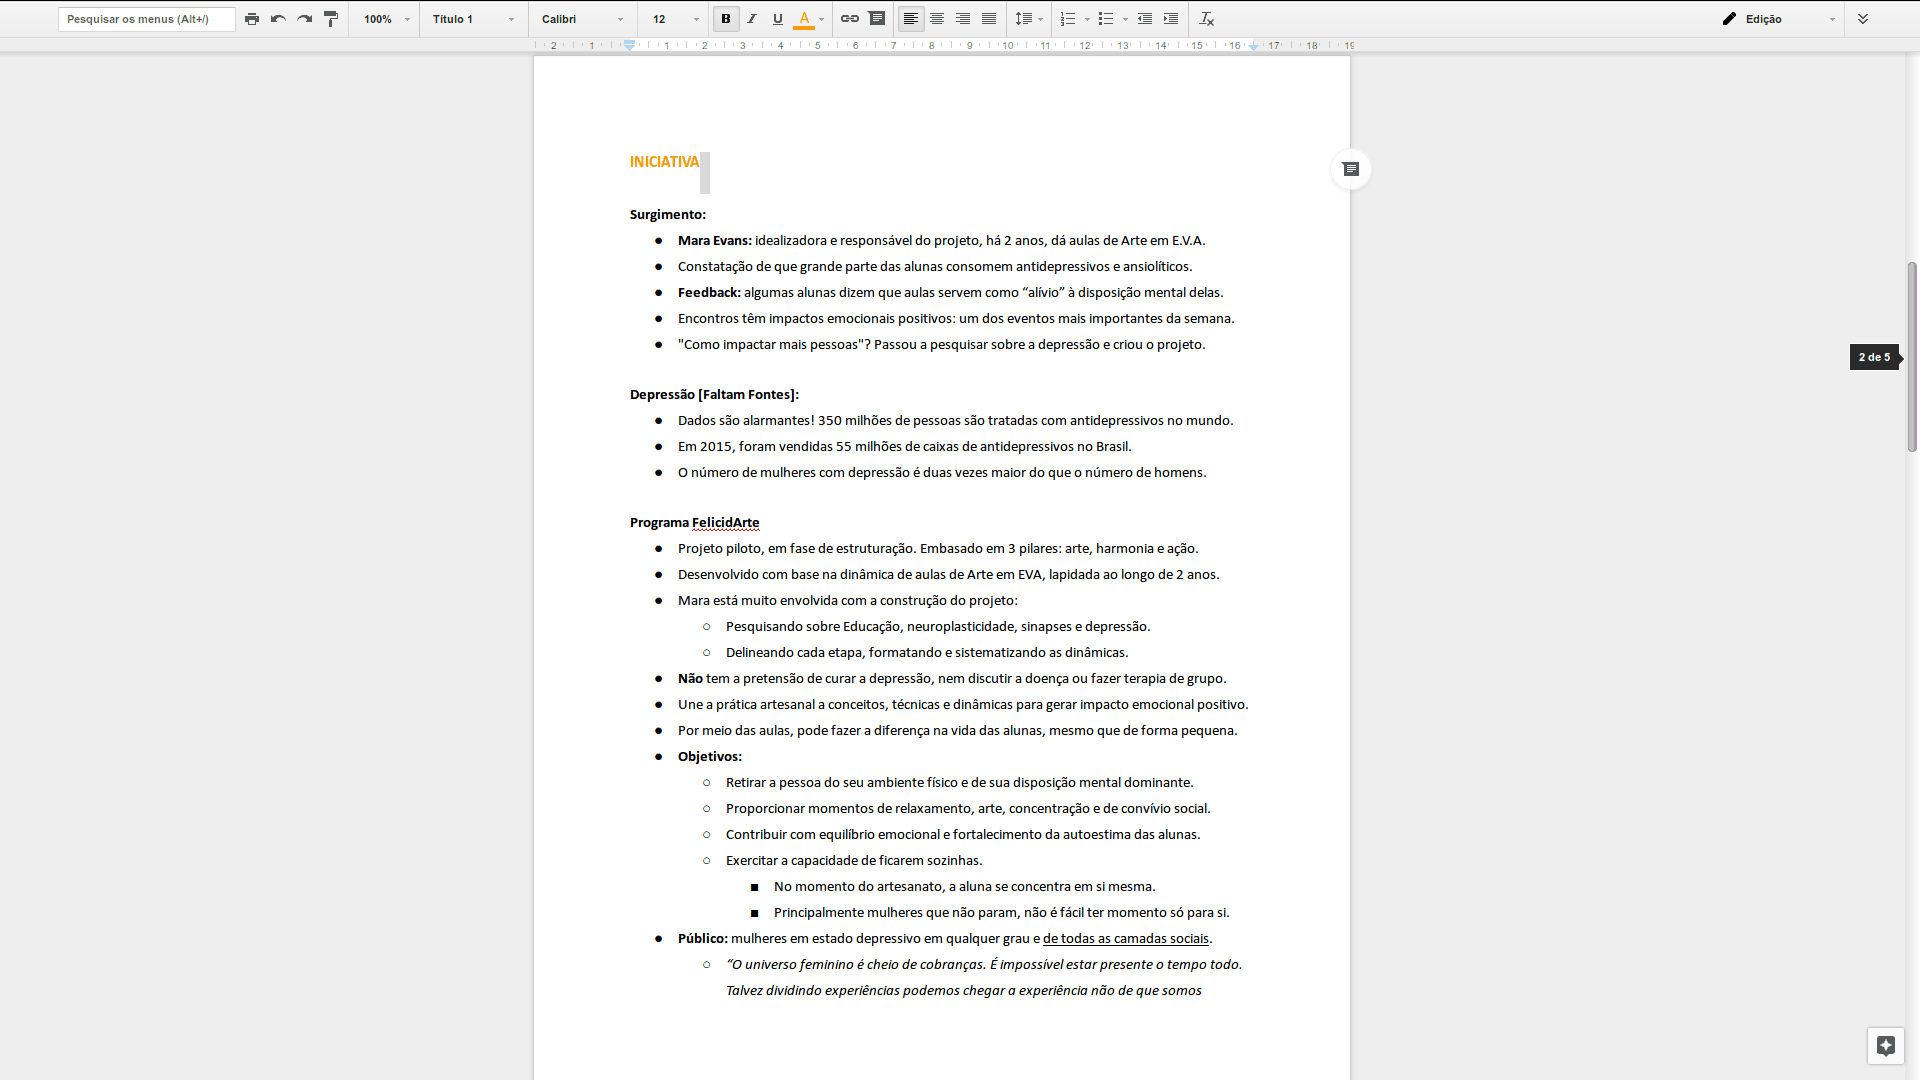 Pesquisar os menus (Alt+/)
100%
Título 1
Calibri
12
B
I
U
A
Edição
2 1 1 2 3 4 5 6 7 8 9 10 11 12 13 14 15 16 17 18 19
INICIATIVA
Surgimento:
● Mara Evans: idealizadora e responsável do projeto, há 2 anos, dá aulas de Arte em E.V.A.
● Constatação de que grande parte das alunas consomem antidepressivos e ansiolíticos.
● Feedback: algumas alunas dizem que aulas servem como “alívio” à disposição mental delas.
● Encontros têm impactos emocionais positivos: um dos eventos mais importantes da semana.
● "Como impactar mais pessoas"? Passou a pesquisar sobre a depressão e criou o projeto.
2 de 5
Depressão [Faltam Fontes]:
● Dados são alarmantes! 350 milhões de pessoas são tratadas com antidepressivos no mundo.
● Em 2015, foram vendidas 55 milhões de caixas de antidepressivos no Brasil.
● O número de mulheres com depressão é duas vezes maior do que o número de homens.
Programa FelicidArte
● Projeto piloto, em fase de estruturação. Embasado em 3 pilares: arte, harmonia e ação.
● Desenvolvido com base na dinâmica de aulas de Arte em EVA, lapidada ao longo de 2 anos.
● Mara está muito envolvida com a construção do projeto:
○ Pesquisando sobre Educação, neuroplasticidade, sinapses e depressão.
○ Delineando cada etapa, formatando e sistematizando as dinâmicas.
● Não tem a pretensão de curar a depressão, nem discutir a doença ou fazer terapia de grupo.
● Une a prática artesanal a conceitos, técnicas e dinâmicas para gerar impacto emocional positivo.
● Por meio das aulas, pode fazer a diferença na vida das alunas, mesmo que de forma pequena.
● Objetivos:
○ Retirar a pessoa do seu ambiente físico e de sua disposição mental dominante.
○ Proporcionar momentos de relaxamento, arte, concentração e de convívio social.
○ Contribuir com equilíbrio emocional e fortalecimento da autoestima das alunas.
○ Exercitar a capacidade de ficarem sozinhas.
■ No momento do artesanato, a aluna se concentra em si mesma.
■ Principalmente mulheres que não param, não é fácil ter momento só para si.
● Público: mulheres em estado depressivo em qualquer grau e de todas as camadas sociais.
○ “O universo feminino é cheio de cobranças. É impossível estar presente o tempo todo.
Talvez dividindo experiências podemos chegar a experiência não de que somos